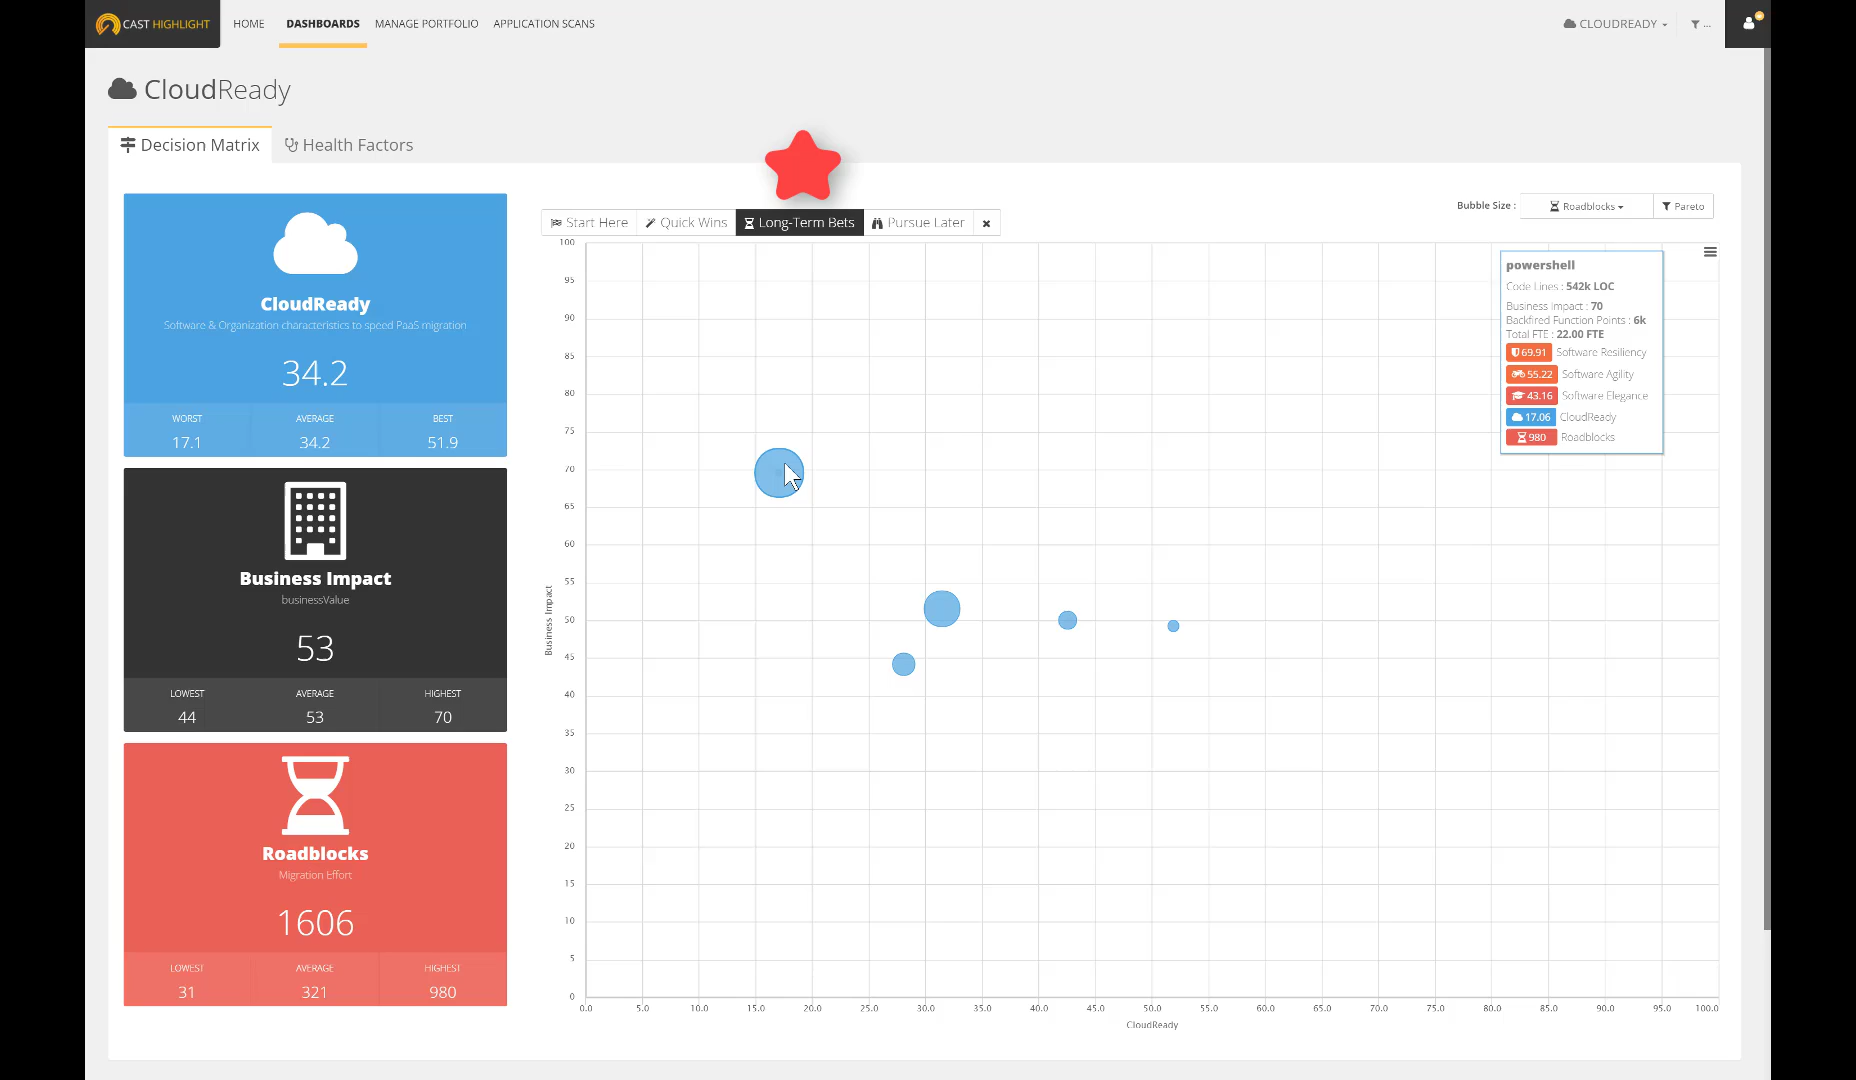 CAST HIGHLIGHT HOME DASHBOARDS MANAGE PORTFOLIO APPLICATION SCANS CLOUDREADY ...
CloudReady
Decision Matrix Health Factors
CloudReady
Software & Organization characteristics to speed PaaS migration
34.2
WORST AVERAGE BEST
17.1 34.2 51.9
Business Impact
businessValue
53
LOWEST AVERAGE HIGHEST
44 53 70
Roadblocks
Migration Effort
1606
LOWEST AVERAGE HIGHEST
31 321 980
Bubble Size : Roadblocks Pareto
Start Here Quick Wins Long-Term Bets Pursue Later
100
95
90
85
80
75
70
65
60
55
50
45
40
35
30
25
20
15
10
5
0
Business Impact
0.0 5.0 10.0 15.0 20.0 25.0 30.0 35.0 40.0 45.0 50.0 55.0 60.0 65.0 70.0 75.0 80.0 85.0 90.0 95.0 100.0
CloudReady
powershell
Code Lines : 542k LOC
Business Impact : 70
Backfired Function Points : 6k
Total FTE : 22.00 FTE
69.91 Software Resiliency
55.22 Software Agility
43.16 Software Elegance
17.06 CloudReady
980 Roadblocks